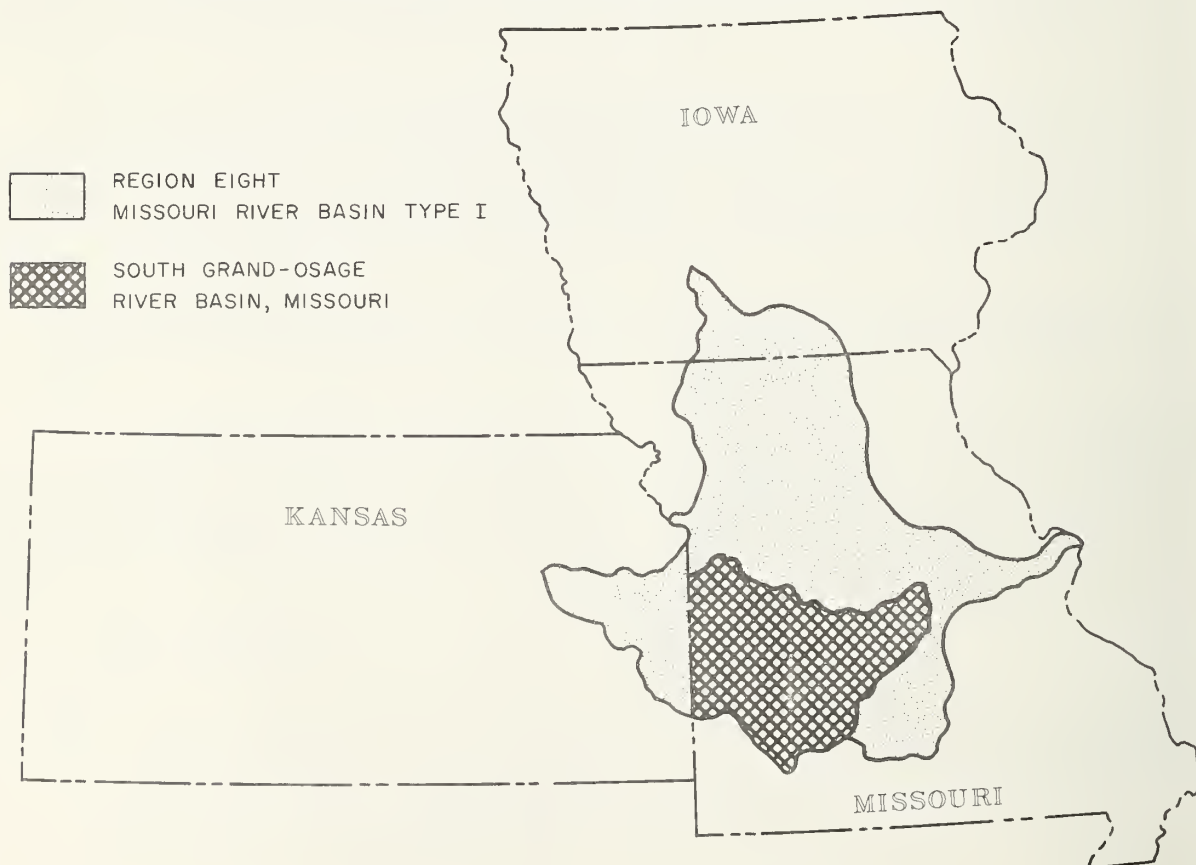 IOWA
REGION EIGHT
MISSOURI RIVER BASIN TYPE I
SOUTH GRAND-OSAGE
RIVER BASIN, MISSOURI
KANSAS
MISSOURI